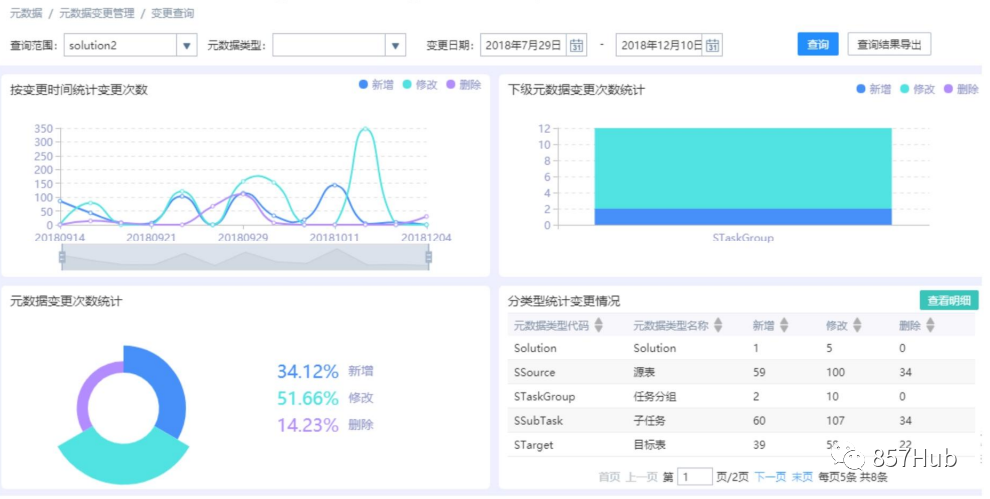 元数据 / 元数据变更管理 / 变更查询
查询范围: solution2 元数据类型: 变更日期: 2018年7月29日 - 2018年12月10日 查询 查询结果导出
按变更时间统计变更次数 新增 修改 删除
350
300
250
200
150
100
50
0
20180914 20180921 20180929 20181011 20181204
下级元数据变更次数统计 新增 修改 删除
12
10
8
6
4
2
0
STaskGroup
元数据变更次数统计
34.12% 新增
51.66% 修改
14.23% 删除
分类型统计变更情况 查看明细
元数据类型代码 元数据类型名称 新增 修改 删除
Solution Solution 1 5 0
SSource 源表 59 100 34
STaskGroup 任务分组 2 10 0
SSubTask 子任务 60 107 34
STarget 目标表 39 22
首页 上一页 第 1 页/2页 下一页 末页 每页5条 共8条
857Hub